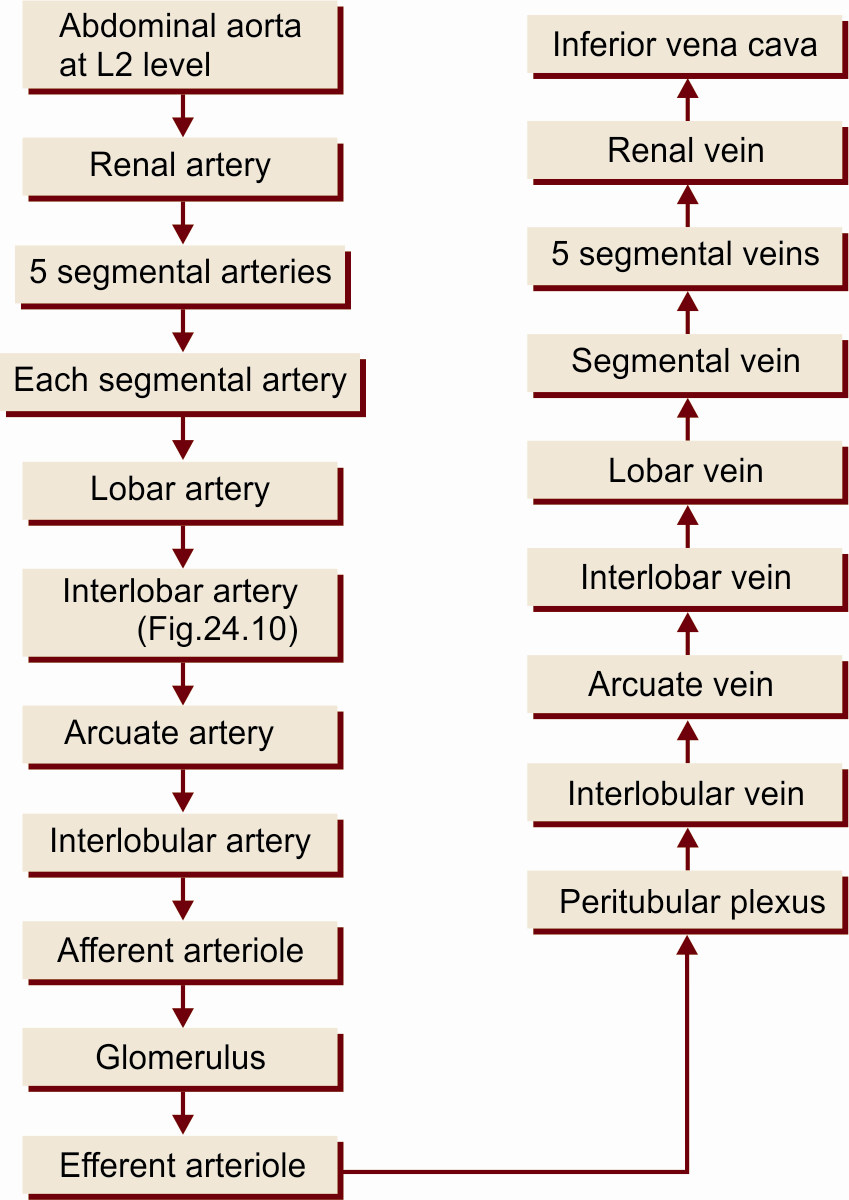 Abdominal aorta
at L2 level
Renal artery
5 segmental arteries
Each segmental artery
Lobar artery
Interlobar artery
(Fig.24.10)
Arcuate artery
Interlobular artery
Afferent arteriole
Glomerulus
Efferent arteriole
Inferior vena cava
Renal vein
5 segmental veins
Segmental vein
Lobar vein
Interlobar vein
Arcuate vein
Interlobular vein
Peritubular plexus